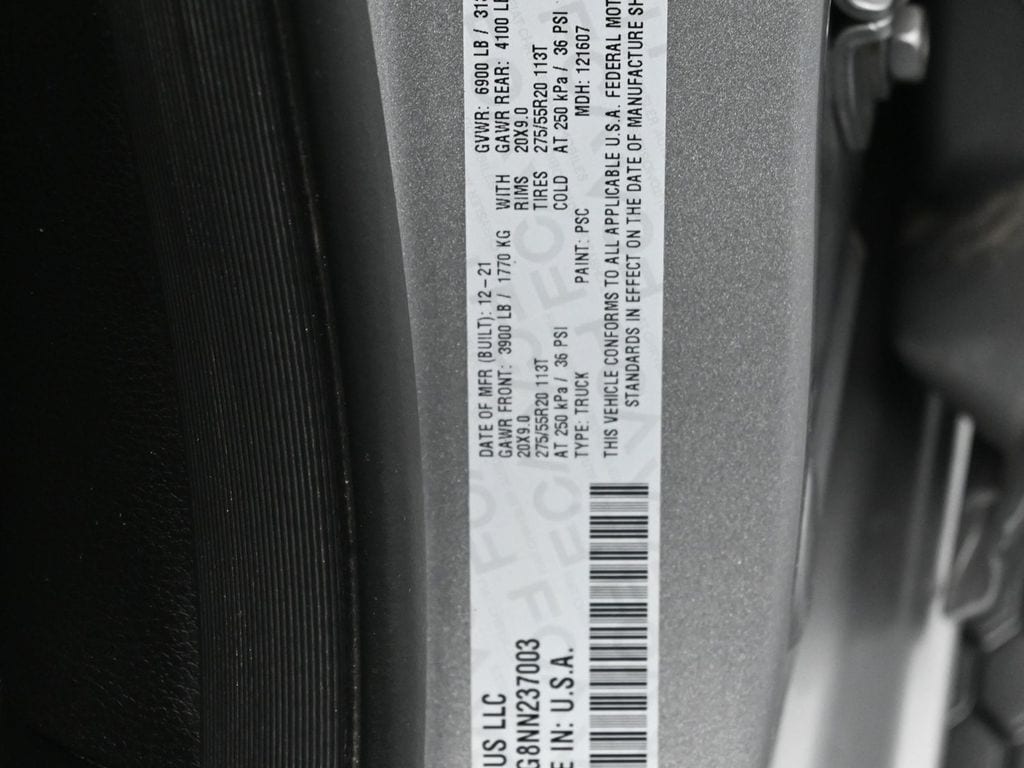 US LLC
G8NN237003
E IN: U.S.A.
DATE OF MFR (BUILT): 12-21 GVWR: 6900 LB / 313
GAWR FRONT: 3900 LB / 1770 KG WITH GAWR REAR: 4100 LB
20X9.0 RIMS 20X9.0
275/55R20 113T TIRES 275/55R20 113T
AT 250 kPa / 36 PSI COLD AT 250 kPa / 36 PSI
TYPE: TRUCK PAINT: PSC MDH: 121607
THIS VEHICLE CONFORMS TO ALL APPLICABLE U.S.A. FEDERAL MOT
STANDARDS IN EFFECT ON THE DATE OF MANUFACTURE SH